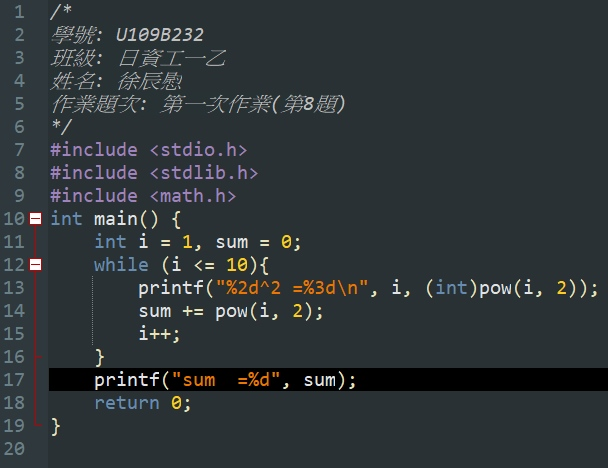 1 /*
2 學號: U109B232
3 班級: 日資工一乙
4 姓名: 徐辰慰
5 作業題次: 第一次作業(第8題)
6 */
7 #include <stdio.h>
8 #include <stdlib.h>
9 #include <math.h>
10 int main() {
11 int i = 1, sum = 0;
12 while (i <= 10){
13 printf("%2d^2 =%3d\n", i, (int)pow(i, 2));
14 sum += pow(i, 2);
15 i++;
16 }
17 printf("sum  =%d", sum);
18 return 0;
19 }
20